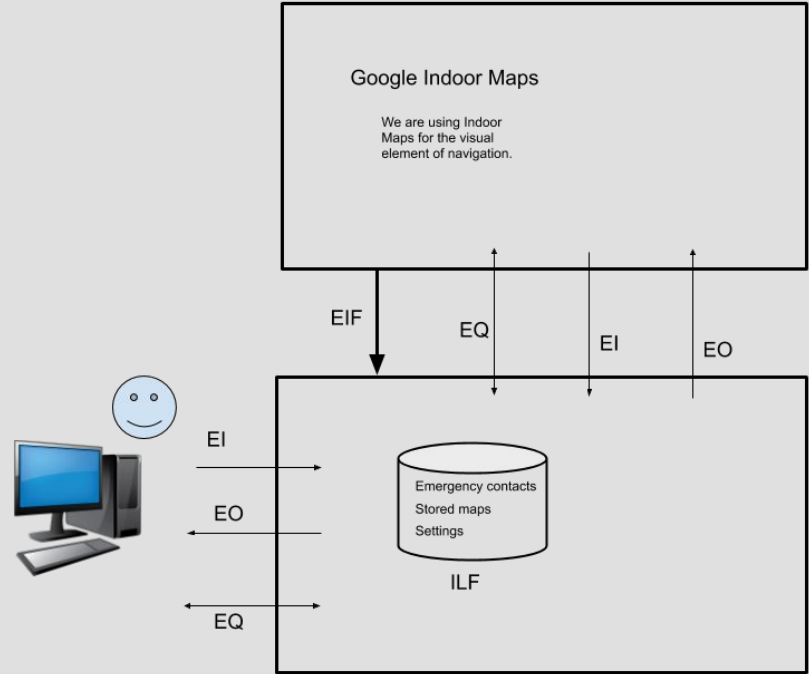 Google Indoor Maps
We are using Indoor
Maps for the visual
element of navigation.
EIF
EQ
EI
EO
EI
EO
EQ
Emergency contacts
Stored maps
Settings
ILF